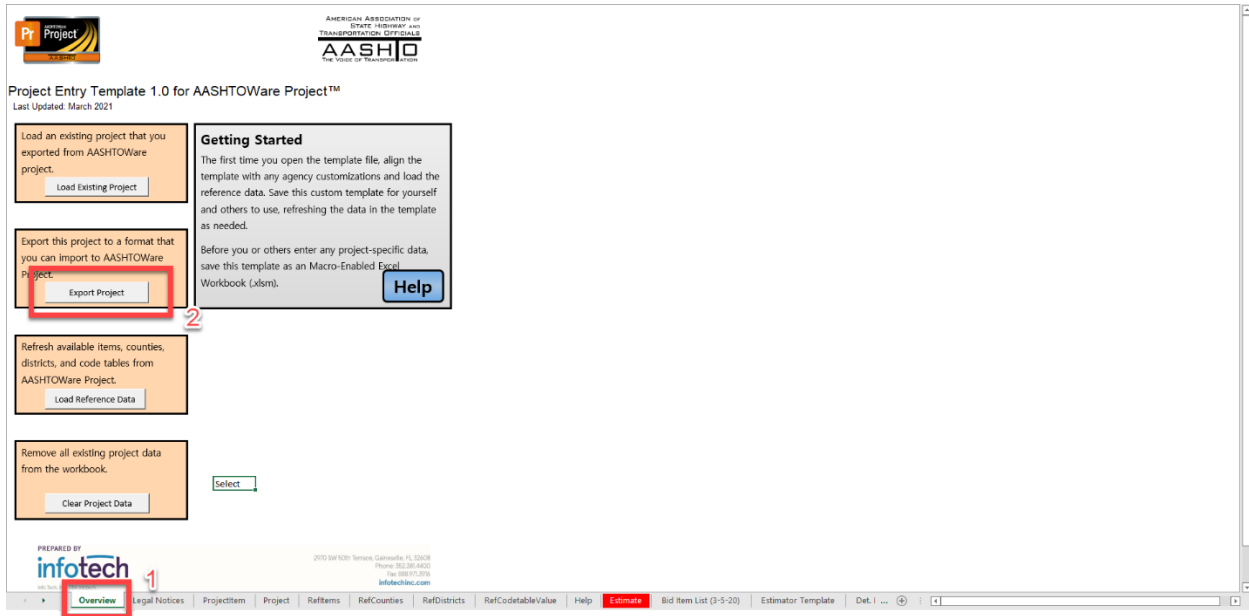 Pr Project
AASHTO
AMERICAN ASSOCIATION OF
STATE HIGHWAY AND
TRANSPORTATION OFFICIALS
AASHTO
THE VOICE OF TRANSPORTATION
Project Entry Template 1.0 for AASHTOWare Project™
Last Updated: March 2021
Load an existing project that you
exported from AASHTOWare
project.
Load Existing Project
Getting Started
The first time you open the template file, align the
template with any agency customizations and load the
reference data. Save this custom template for yourself
and others to use, refreshing the data in the template
as needed.
Before you or others enter any project-specific data,
save this template as an Macro-Enabled Excel
Workbook (.xlsm).
Help
Export this project to a format that
you can import to AASHTOWare
Project.
Export Project
2
Refresh available items, counties,
districts, and code tables from
AASHTOWare Project.
Load Reference Data
Remove all existing project data
from the workbook.
Clear Project Data
Select
PREPARED BY
infotech
2970 SW 50th Terrace, Gainesville, FL 32608
Phone: 352.381.4400
infotechinc.com
1
Overview Legal Notices ProjectItem Project RefItems RefCounties RefDistricts RefCodetableValue Help Estimate Bid Item List (3-5-20) Estimator Template Det. I ...